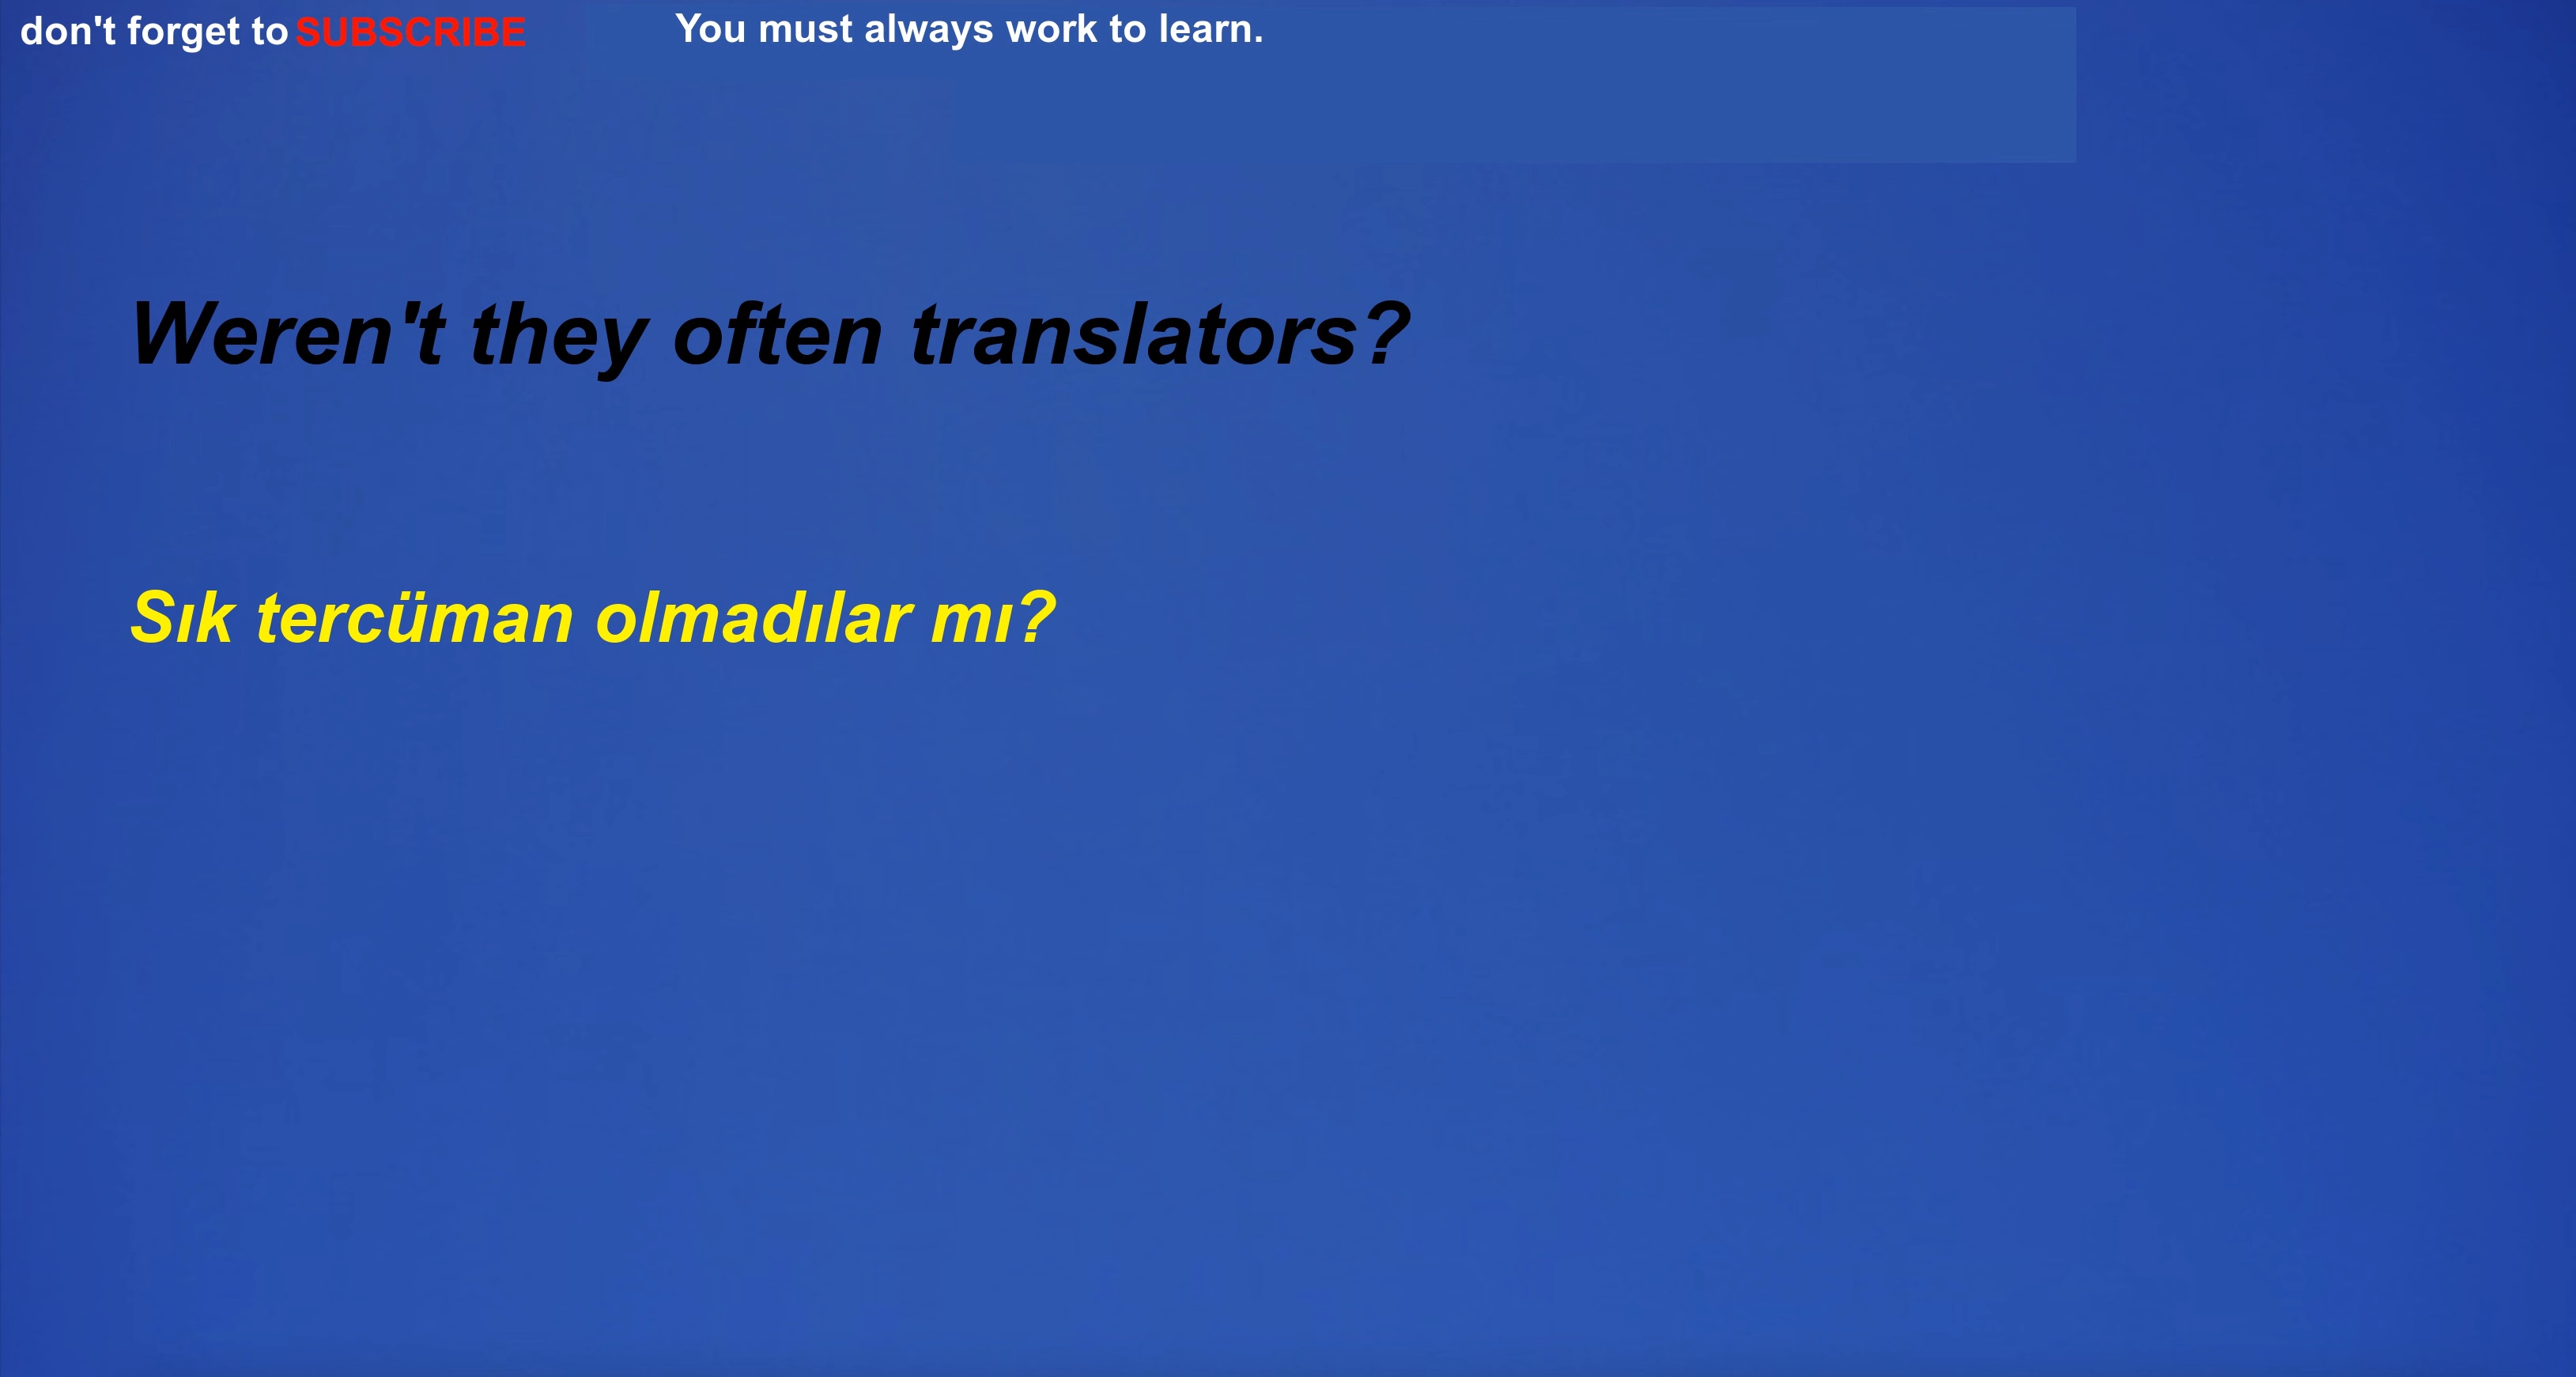 don't forget to SUBSCRIBE
You must always work to learn.
Weren't they often translators?
Sık tercüman olmadılar mı?